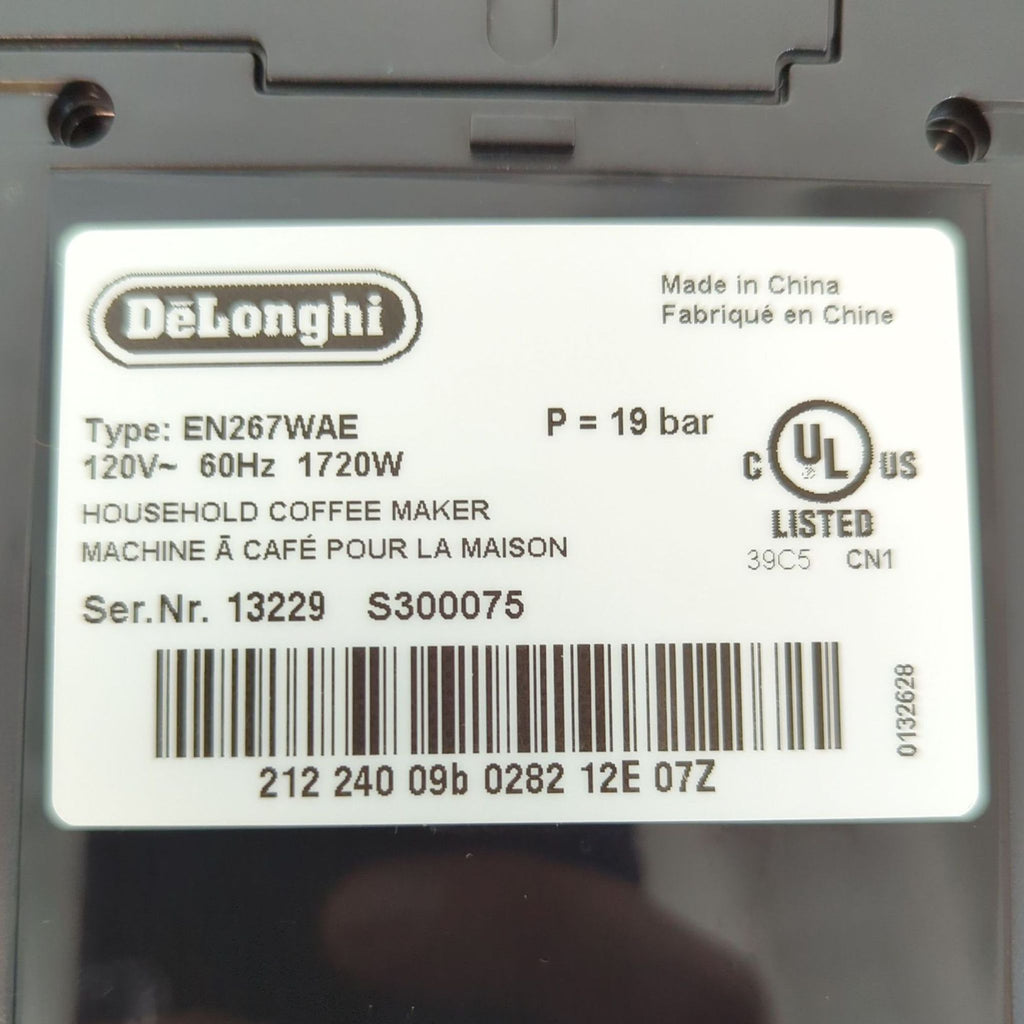 DēLonghi
Made in China
Fabriqué en Chine
Type: EN267WAE
P = 19 bar
120V~ 60Hz 1720W
HOUSEHOLD COFFEE MAKER
MACHINE Ā CAFÉ POUR LA MAISON
C UL US
LISTED
39C5 CN1
Ser.Nr. 13229 S300075
0132628
212 240 09b 0282 12E 07Z